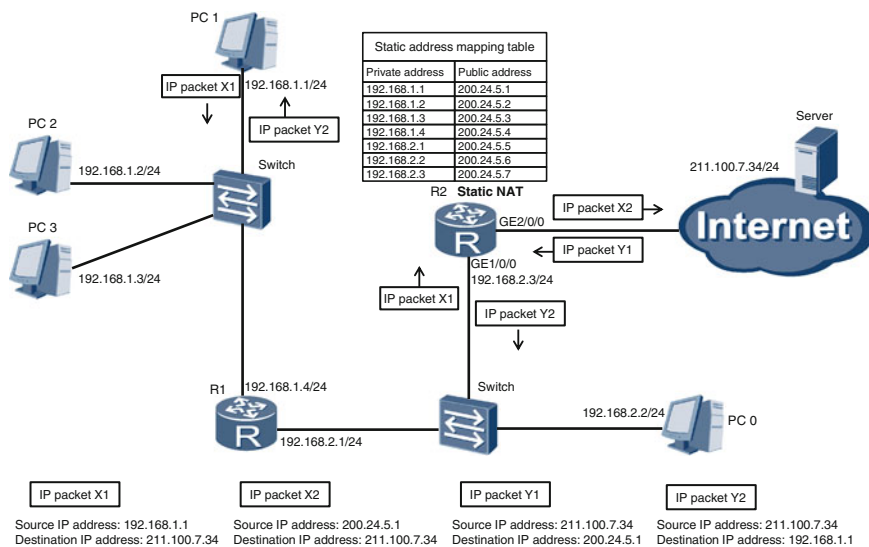 PC 1
Static address mapping table
Private address Public address
192.168.1.1 200.24.5.1
192.168.1.2 200.24.5.2
192.168.1.3 200.24.5.3
192.168.1.4 200.24.5.4
192.168.2.1 200.24.5.5
192.168.2.2 200.24.5.6
192.168.2.3 200.24.5.7
IP packet X1
192.168.1.1/24
IP packet Y2
PC 2
192.168.1.2/24
Switch
Server
211.100.7.34/24
R2 Static NAT
IP packet X2
GE2/0/0
R
Internet
IP packet Y1
PC 3
192.168.1.3/24
GE1/0/0
192.168.2.3/24
IP packet X1
IP packet Y2
R1
192.168.1.4/24
R
192.168.2.1/24
Switch
192.168.2.2/24
PC 0
IP packet X1
Source IP address: 192.168.1.1
Destination IP address: 211.100.7.34
IP packet X2
Source IP address: 200.24.5.1
Destination IP address: 211.100.7.34
IP packet Y1
Source IP address: 211.100.7.34
Destination IP address: 200.24.5.1
IP packet Y2
Source IP address: 211.100.7.34
Destination IP address: 192.168.1.1